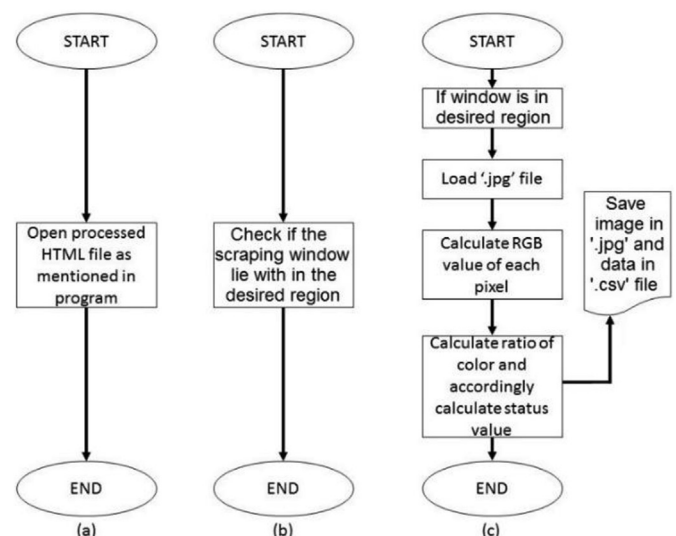 START
Open processed
HTML file as
mentioned in
program
END
(a)
START
Check if the
scraping window
lie with in the
desired region
END
(b)
START
If window is in
desired region
Load '.jpg' file
Calculate RGB
value of each
pixel
Calculate ratio of
color and
accordingly
calculate status
value
Save
image in
'.jpg' and
data in
'.csv' file
END
(c)